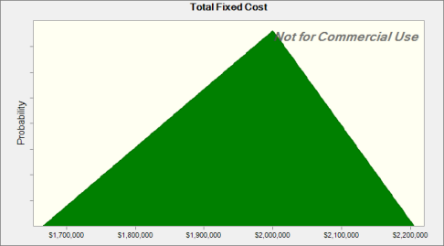 Total Fixed Cost
Not for Commercial Use
Probability
$1,700,000 $1,800,000 $1,900,000 $2,000,000 $2,100,000 $2,200,000